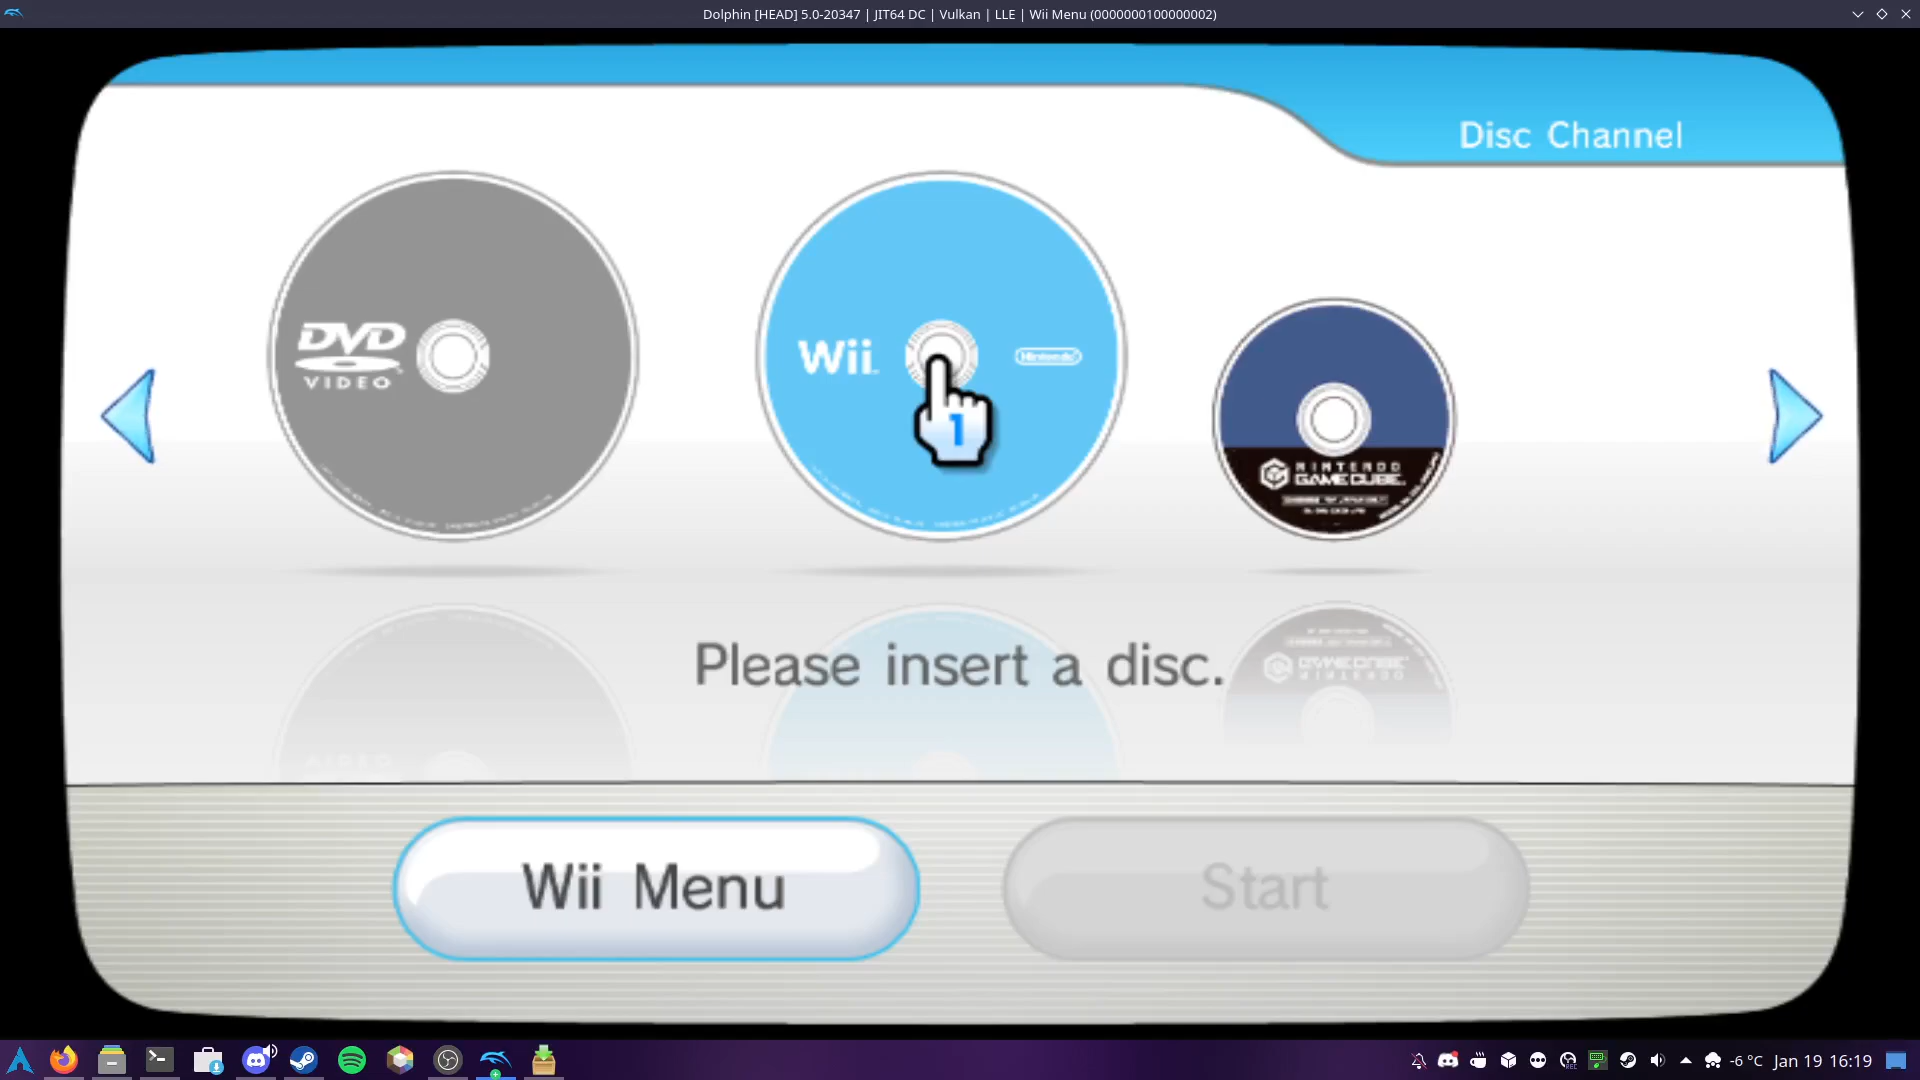 Dolphin [HEAD] 5.0-20347 | JIT64 DC | Vulkan | LLE | Wii Menu (0000000100000002)
Disc Channel
DVD
VIDEO
Wii
Nintendo
1
NINTENDO
GAMECUBE
Please insert a disc.
Wii Menu
Start
-6 °C
Jan 19 16:19